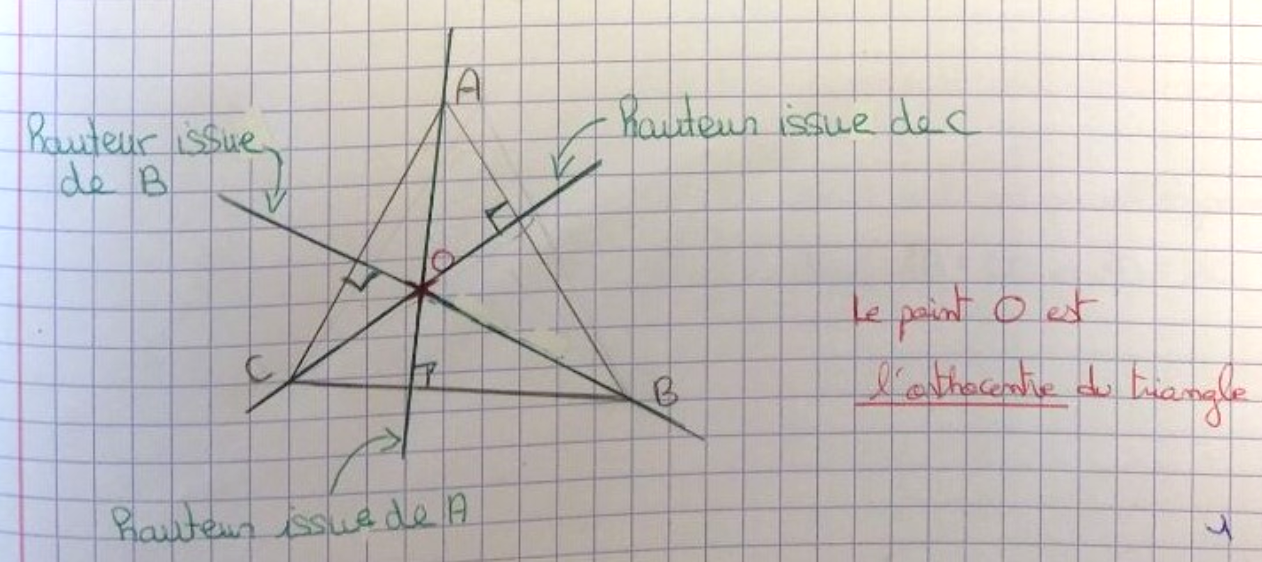 A
hauteur issue
de B
hauteur issue de C
O
Le point O est
C
B
l'orthocentre du triangle
hauteur issue de A
1